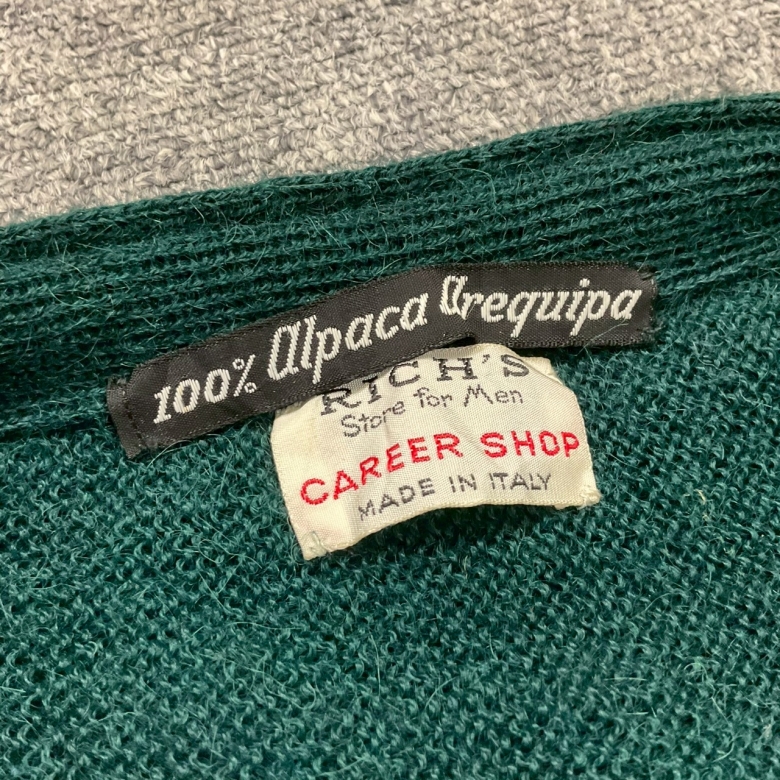 100% Alpaca Arequipa
RICH'S
Store for Men
CAREER SHOP
MADE IN ITALY